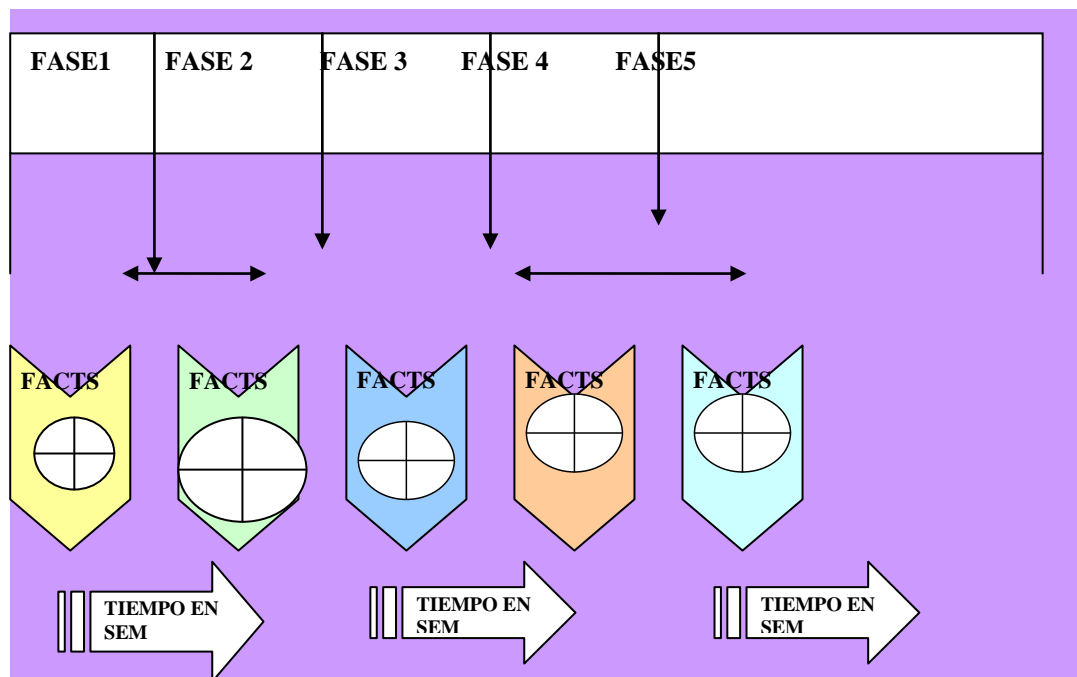 FASE1 FASE 2 FASE 3 FASE 4 FASE5
FACTS FACTS FACTS FACTS FACTS
TIEMPO EN
SEM
TIEMPO EN
SEM
TIEMPO EN
SEM